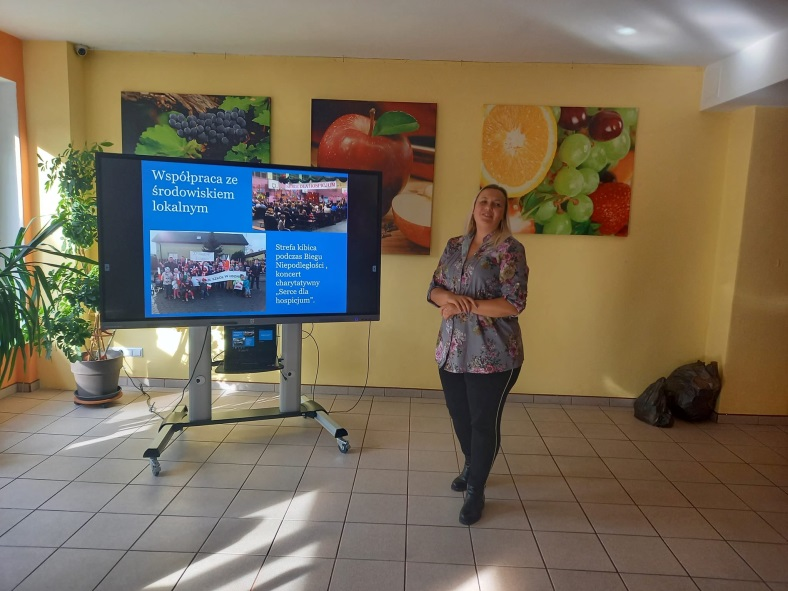 Współpraca ze
środowiskiem
lokalnym
Strefa kibica
podczas Biegu
Niepodległości ,
koncert
charytatywny
„Serce dla
hospicjum".